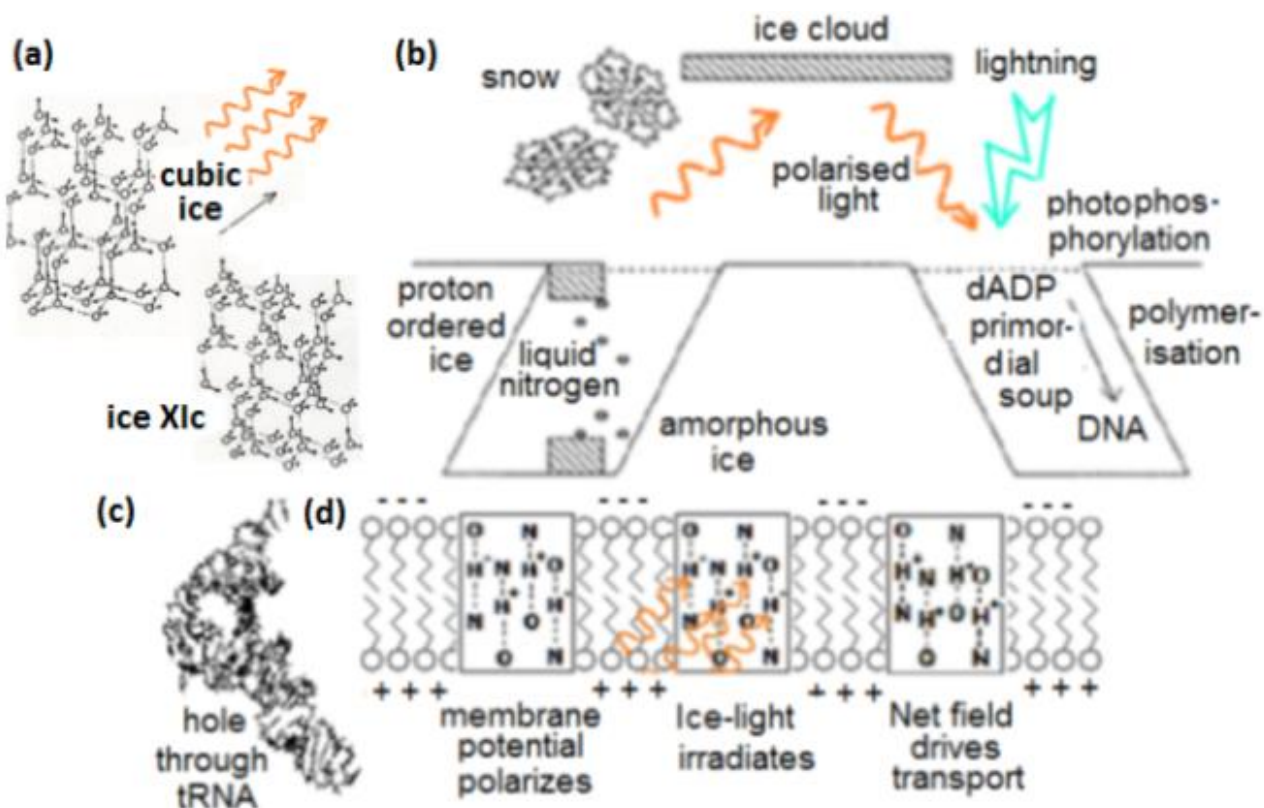 (a)
cubic
ice
ice XIc
(b)
snow
ice cloud
lightning
polarised
light
photophos-
phorylation
proton
ordered
ice
liquid
nitrogen
amorphous
ice
dADP
primor-
dial
soup
DNA
polymer-
isation
(c)
hole
through
tRNA
(d)
- - -
- - -
- - -
- - -
O N
H⁻ N H⁺ O
H⁺ H⁻
N O
O N
O N
H⁻ N H⁺ O
H⁺ H⁻
N O
O N
O N
H⁺ N H⁺ O
N H⁺ O H⁺
O N
+ + +
+ + +
+ + +
+ + +
membrane
potential
polarizes
Ice-light
irradiates
Net field
drives
transport